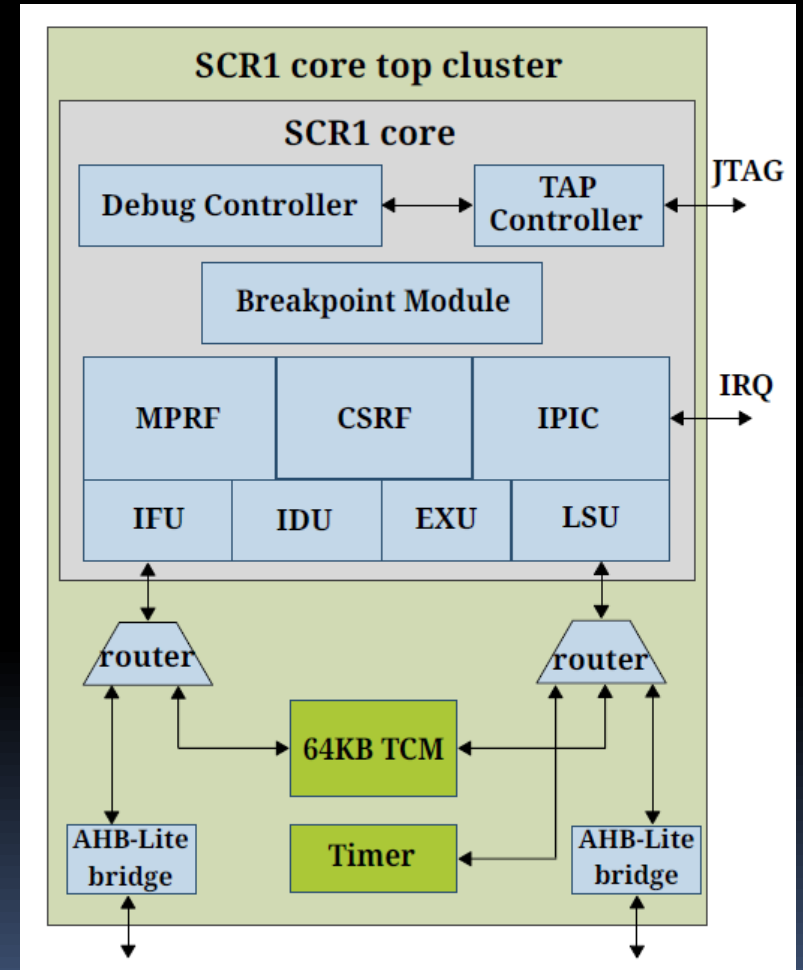 SCR1 core top cluster
SCR1 core
JTAG
Debug Controller
TAP
Controller
Breakpoint Module
IRQ
MPRF
CSRF
IPIC
IFU
IDU
EXU
LSU
router
router
64KB TCM
AHB-Lite
bridge
Timer
AHB-Lite
bridge